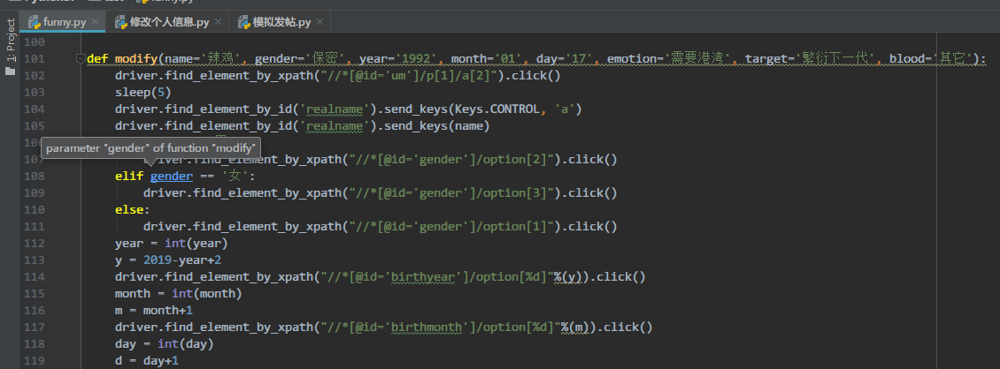 funny.py
修改个人信息.py
模拟发帖.py
1: Project
100
101 def modify(name='辣鸡', gender='保密', year='1992', month='01', day='17', emotion='需要港湾', target='繁衍下一代', blood='其它'):
102 driver.find_element_by_xpath("//*[@id='um']/p[1]/a[2]").click()
103 sleep(5)
104 driver.find_element_by_id('realname').send_keys(Keys.CONTROL, 'a')
105 driver.find_element_by_id('realname').send_keys(name)
parameter "gender" of function "modify"
107 driver.find_element_by_xpath("//*[@id='gender']/option[2]").click()
108 elif gender == '女':
109 driver.find_element_by_xpath("//*[@id='gender']/option[3]").click()
110 else:
111 driver.find_element_by_xpath("//*[@id='gender']/option[1]").click()
112 year = int(year)
113 y = 2019-year+2
114 driver.find_element_by_xpath("//*[@id='birthyear']/option[%d]"%(y)).click()
115 month = int(month)
116 m = month+1
117 driver.find_element_by_xpath("//*[@id='birthmonth']/option[%d]"%(m)).click()
118 day = int(day)
119 d = day+1